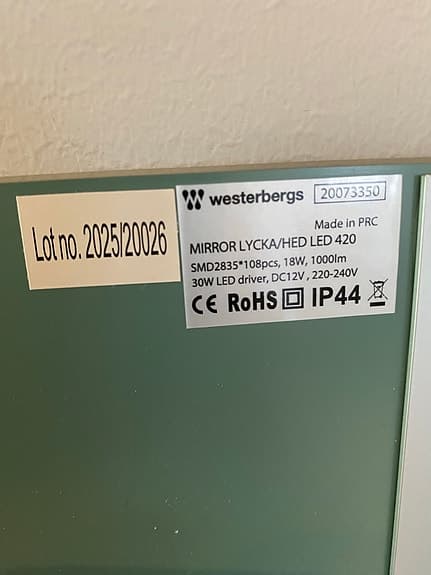 Lot no. 2025/20026
westerbergs 20073350
Made in PRC
MIRROR LYCKA/HED LED 420
SMD2835*108pcs, 18W, 1000lm
30W LED driver, DC12V , 220-240V
CE RoHS IP44